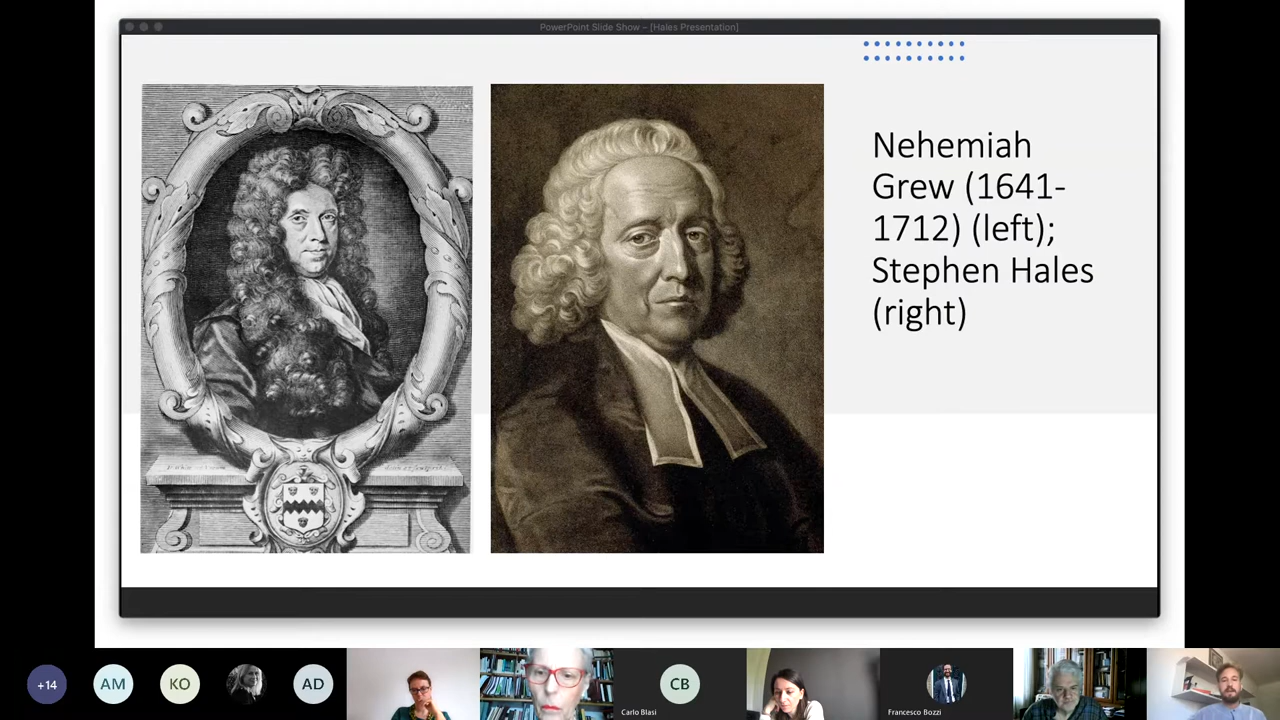 PowerPoint Slide Show – [Hales Presentation]
Nehemiah
Grew (1641-
1712) (left);
Stephen Hales
(right)
+14
AM
KO
AD
CB
Carlo Blasi
Francesco Bozzi